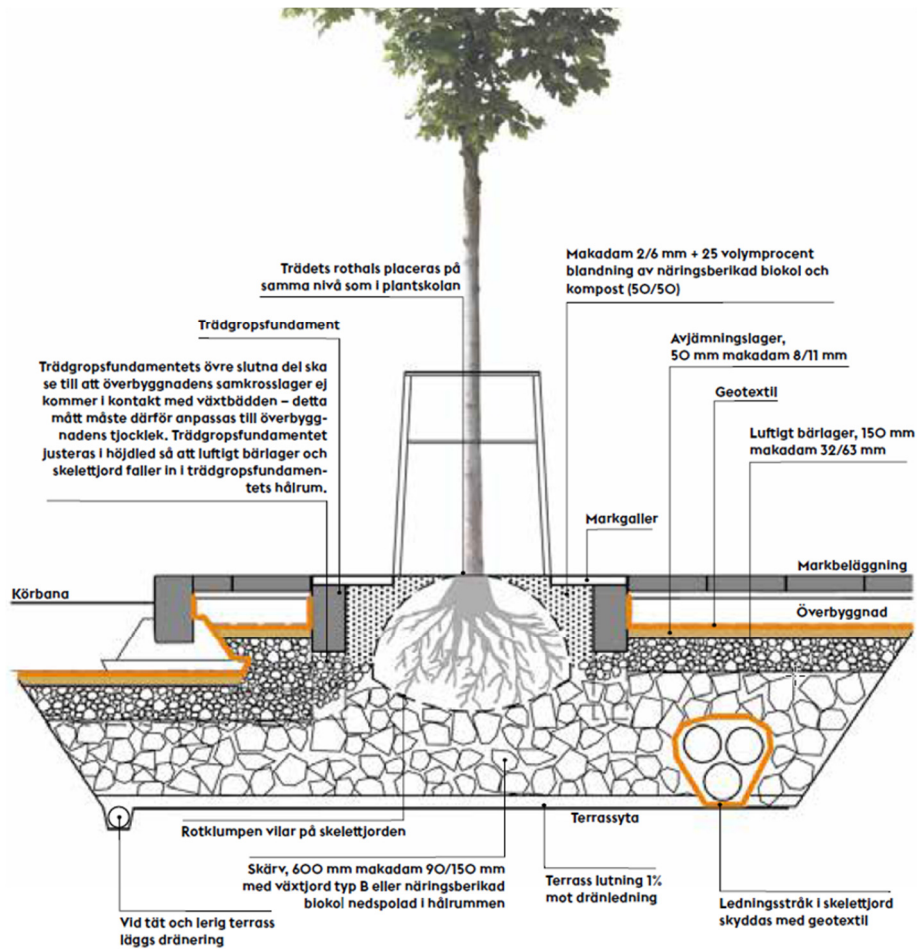 Trädets rothals placeras på
samma nivå som i plantskolan
Makadam 2/6 mm + 25 volymprocent
blandning av näringsberikad biokol och
kompost (50/50)
Trädgropsfundament
Avjämningslager,
50 mm makadam 8/11 mm
Trädgropsfundamentets övre slutna del ska
se till att överbyggnadens samkrosslager ej
kommer i kontakt med växtbädden – detta
mått måste därför anpassas till överbygg-
nadens tjocklek. Trädgropsfundamentet
justeras i höjdled så att luftigt bärlager och
skelettjord faller in i trädgropsfundamen-
tets hålrum.
Geotextil
Luftigt bärlager, 150 mm
makadam 32/63 mm
Markgaller
Markbeläggning
Körbana
Överbyggnad
Rotklumpen vilar på skelettjorden
Terrassyta
Skärv, 600 mm makadam 90/150 mm
med växtjord typ B eller näringsberikad
biokol nedspolad i hålrummen
Terrass lutning 1%
mot dränledning
Ledningsstråk i skelettjord
skyddas med geotextil
Vid tät och lerig terrass
läggs dränering